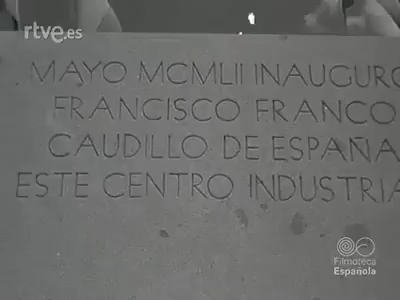 rtve.es
MAYO MCMLII INAUGURO
FRANCISCO FRANCO
CAUDILLO DE ESPAÑA
ESTE CENTRO INDUSTRIA
Filmoteca
Española